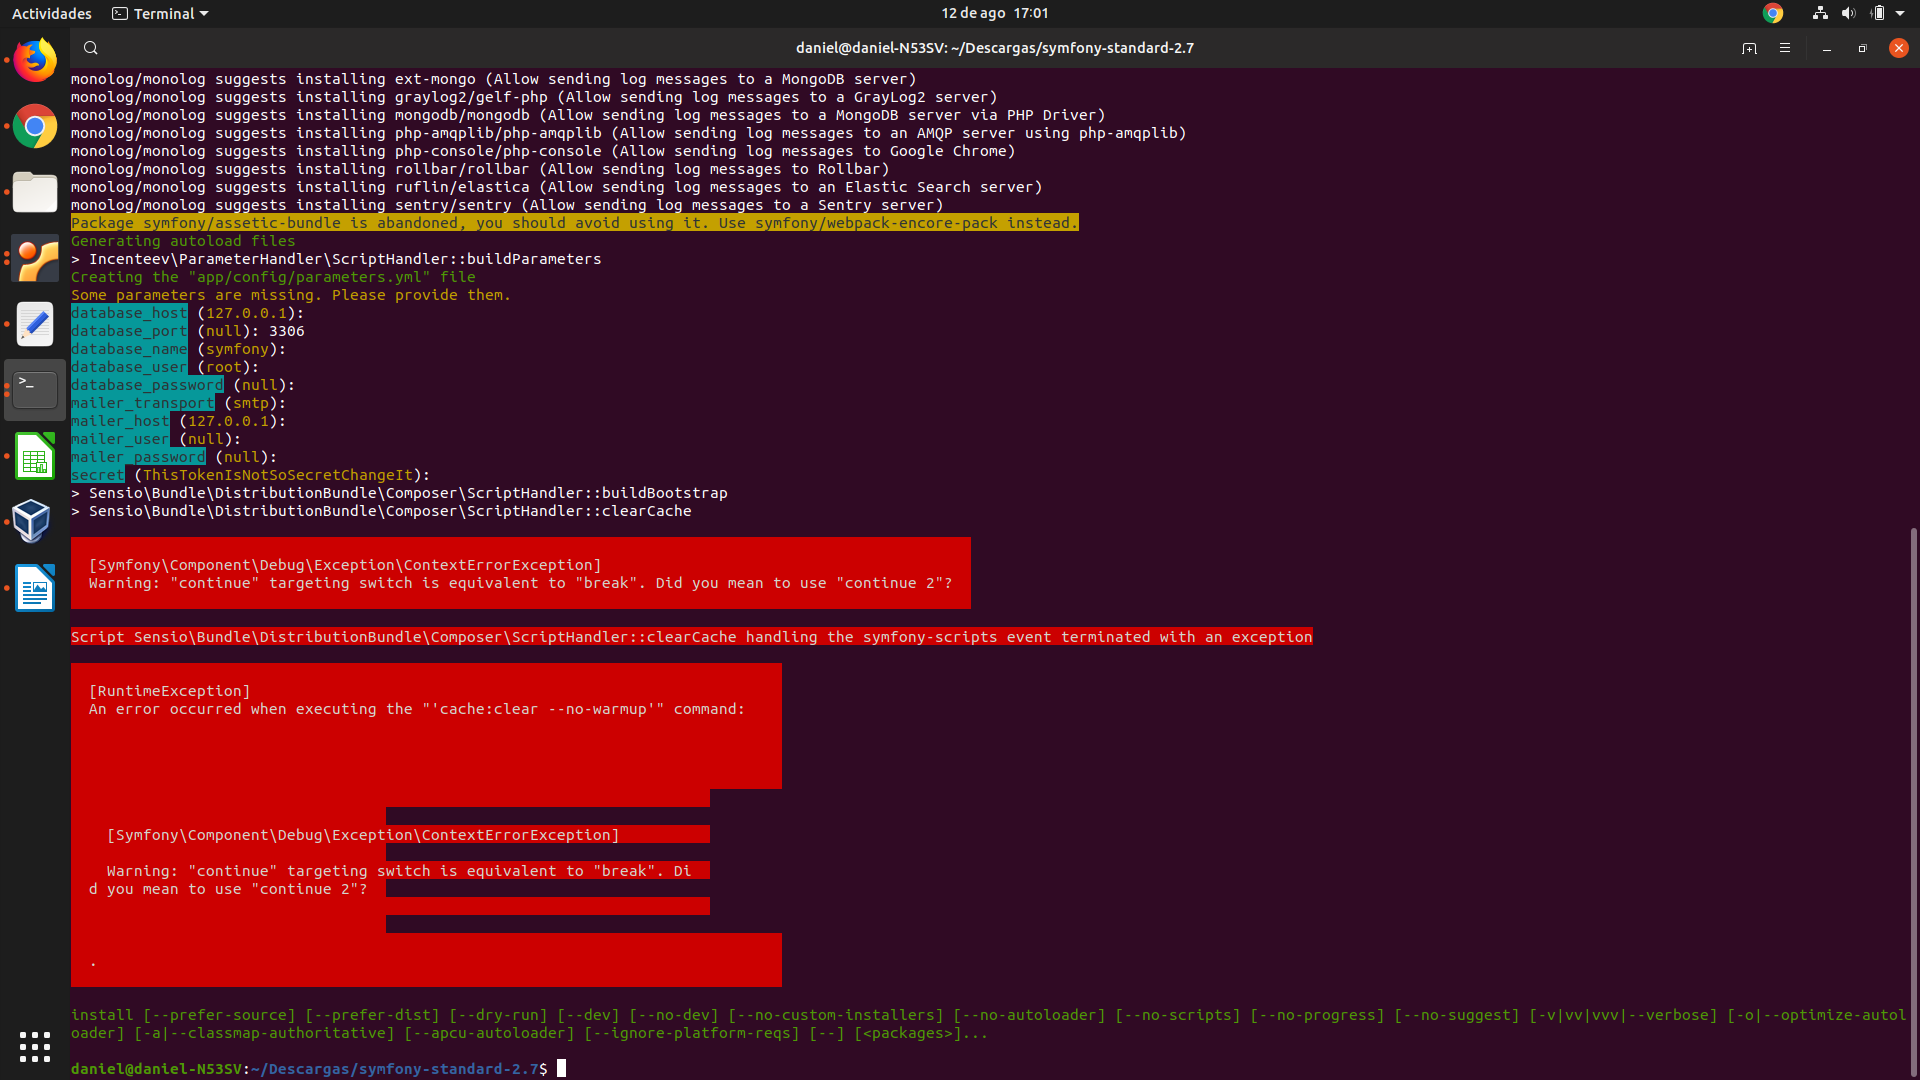 Actividades
Terminal
12 de ago 17:01
daniel@daniel-N53SV: ~/Descargas/symfony-standard-2.7
monolog/monolog suggests installing ext-mongo (Allow sending log messages to a MongoDB server)
monolog/monolog suggests installing graylog2/gelf-php (Allow sending log messages to a GrayLog2 server)
monolog/monolog suggests installing mongodb/mongodb (Allow sending log messages to a MongoDB server via PHP Driver)
monolog/monolog suggests installing php-amqplib/php-amqplib (Allow sending log messages to an AMQP server using php-amqplib)
monolog/monolog suggests installing php-console/php-console (Allow sending log messages to Google Chrome)
monolog/monolog suggests installing rollbar/rollbar (Allow sending log messages to Rollbar)
monolog/monolog suggests installing ruflin/elastica (Allow sending log messages to an Elastic Search server)
monolog/monolog suggests installing sentry/sentry (Allow sending log messages to a Sentry server)
Package symfony/assetic-bundle is abandoned, you should avoid using it. Use symfony/webpack-encore-pack instead.
Generating autoload files
> Incenteev\ParameterHandler\ScriptHandler::buildParameters
Creating the "app/config/parameters.yml" file
Some parameters are missing. Please provide them.
database_host (127.0.0.1):
database_port (null): 3306
database_name (symfony):
database_user (root):
database_password (null):
mailer_transport (smtp):
mailer_host (127.0.0.1):
mailer_user (null):
mailer_password (null):
secret (ThisTokenIsNotSoSecretChangeIt):
> Sensio\Bundle\DistributionBundle\Composer\ScriptHandler::buildBootstrap
> Sensio\Bundle\DistributionBundle\Composer\ScriptHandler::clearCache
[Symfony\Component\Debug\Exception\ContextErrorException]
Warning: "continue" targeting switch is equivalent to "break". Did you mean to use "continue 2"?
Script Sensio\Bundle\DistributionBundle\Composer\ScriptHandler::clearCache handling the symfony-scripts event terminated with an exception
[RuntimeException]
An error occurred when executing the "'cache:clear --no-warmup'" command:
[Symfony\Component\Debug\Exception\ContextErrorException]
Warning: "continue" targeting switch is equivalent to "break". Di
d you mean to use "continue 2"?
.
install [--prefer-source] [--prefer-dist] [--dry-run] [--dev] [--no-dev] [--no-custom-installers] [--no-autoloader] [--no-scripts] [--no-progress] [--no-suggest] [-v|vv|vvv|--verbose] [-o|--optimize-autol
oader] [-a|--classmap-authoritative] [--apcu-autoloader] [--ignore-platform-reqs] [--] [<packages>]...
daniel@daniel-N53SV:~/Descargas/symfony-standard-2.7$